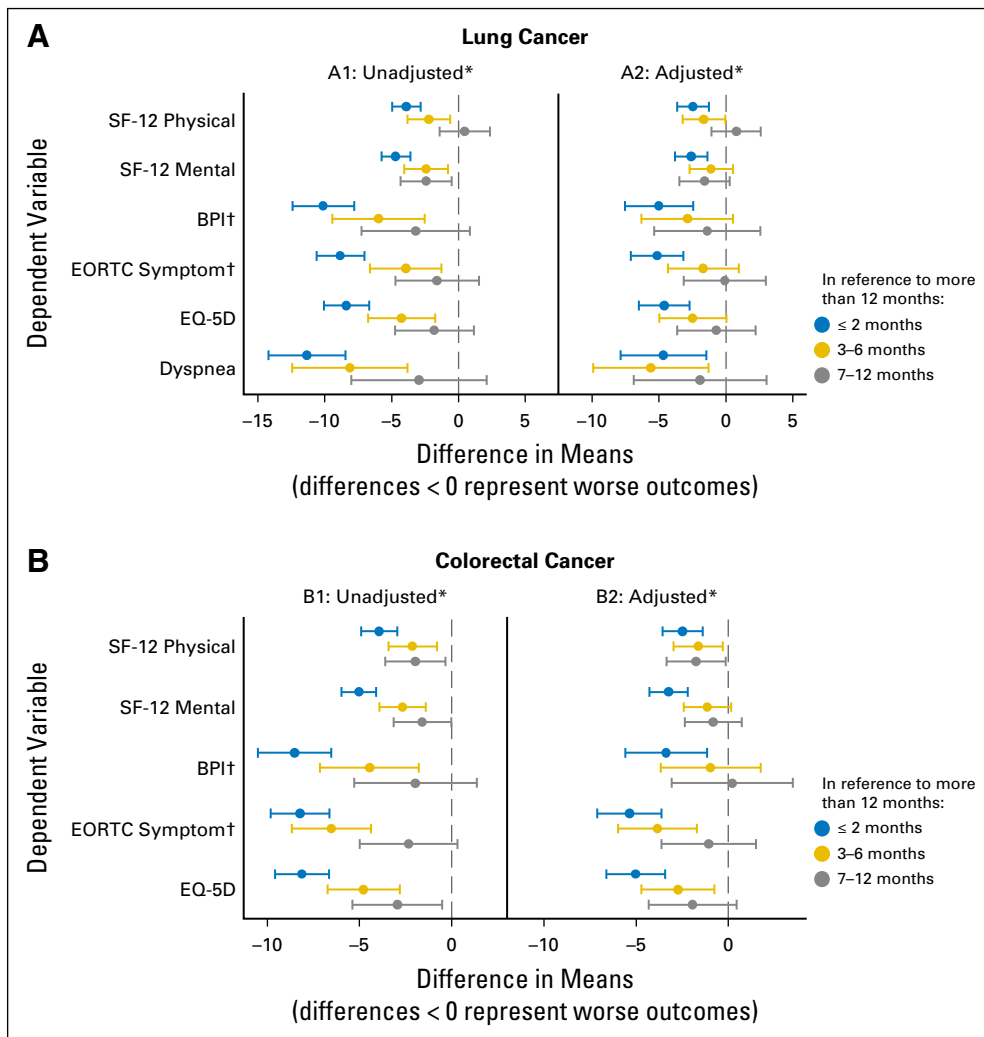 A
Lung Cancer
A1: Unadjusted*
A2: Adjusted*
Dependent Variable
SF-12 Physical
SF-12 Mental
BPI†
EORTC Symptom†
EQ-5D
Dyspnea
In reference to more
than 12 months:
≤ 2 months
3–6 months
7–12 months
–15 –10 –5 0 5
–10 –5 0 5
Difference in Means
(differences < 0 represent worse outcomes)
B
Colorectal Cancer
B1: Unadjusted*
B2: Adjusted*
Dependent Variable
SF-12 Physical
SF-12 Mental
BPI†
EORTC Symptom†
EQ-5D
In reference to more
than 12 months:
≤ 2 months
3–6 months
7–12 months
–10 –5 0
–10 –5 0
Difference in Means
(differences < 0 represent worse outcomes)